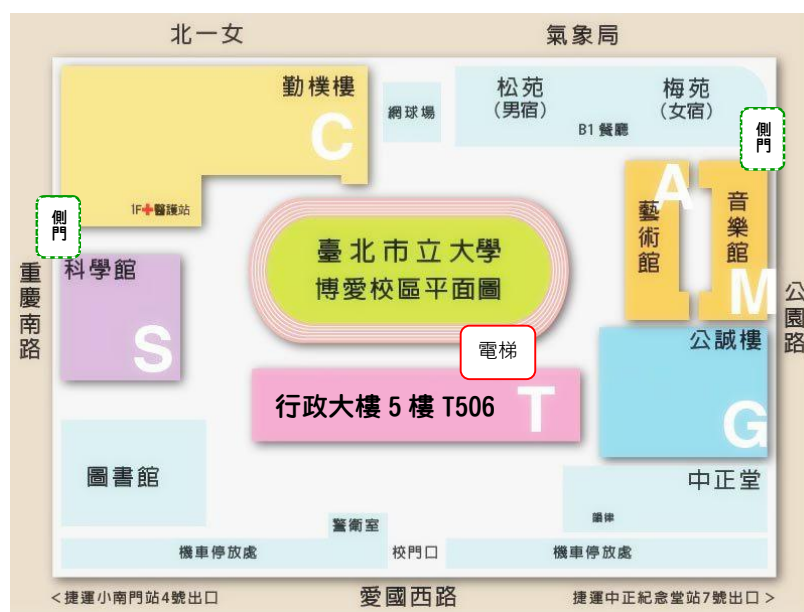 北一女
氣象局
勤樸樓
C
網球場
松苑
(男宿)
梅苑
(女宿)
B1 餐廳
側門
1F✚醫護站
側門
A
藝術館
音樂館
M
臺北市立大學
博愛校區平面圖
科學館
S
重慶南路
公園路
電梯
公誠樓
G
行政大樓 5 樓 T506
T
圖書館
中正堂
韻律
警衛室
機車停放處
校門口
機車停放處
<捷運小南門站4號出口
愛國西路
捷運中正紀念堂站7號出口 >